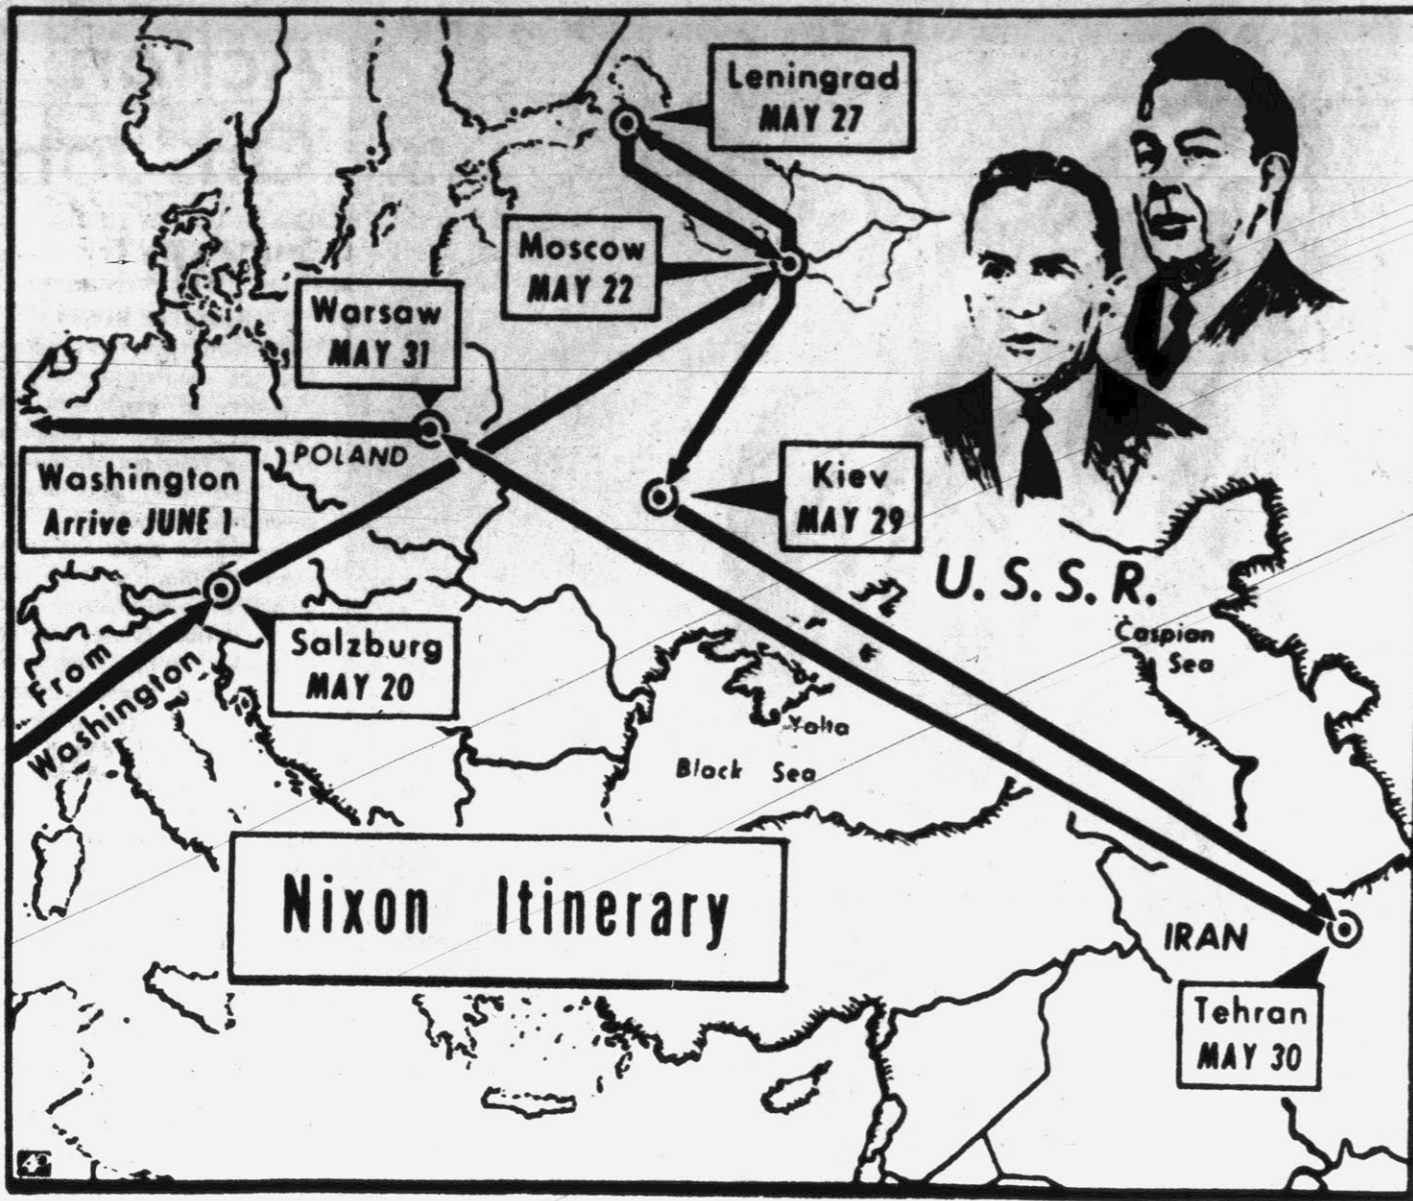 Leningrad
MAY 27
Moscow
MAY 22
Warsaw
MAY 31
POLAND
Washington
Arrive JUNE 1
Kiev
MAY 29
U.S.S.R.
Caspian
Sea
Salzburg
MAY 20
From
Washington
Yalta
Black Sea
Nixon Itinerary
IRAN
Tehran
MAY 30